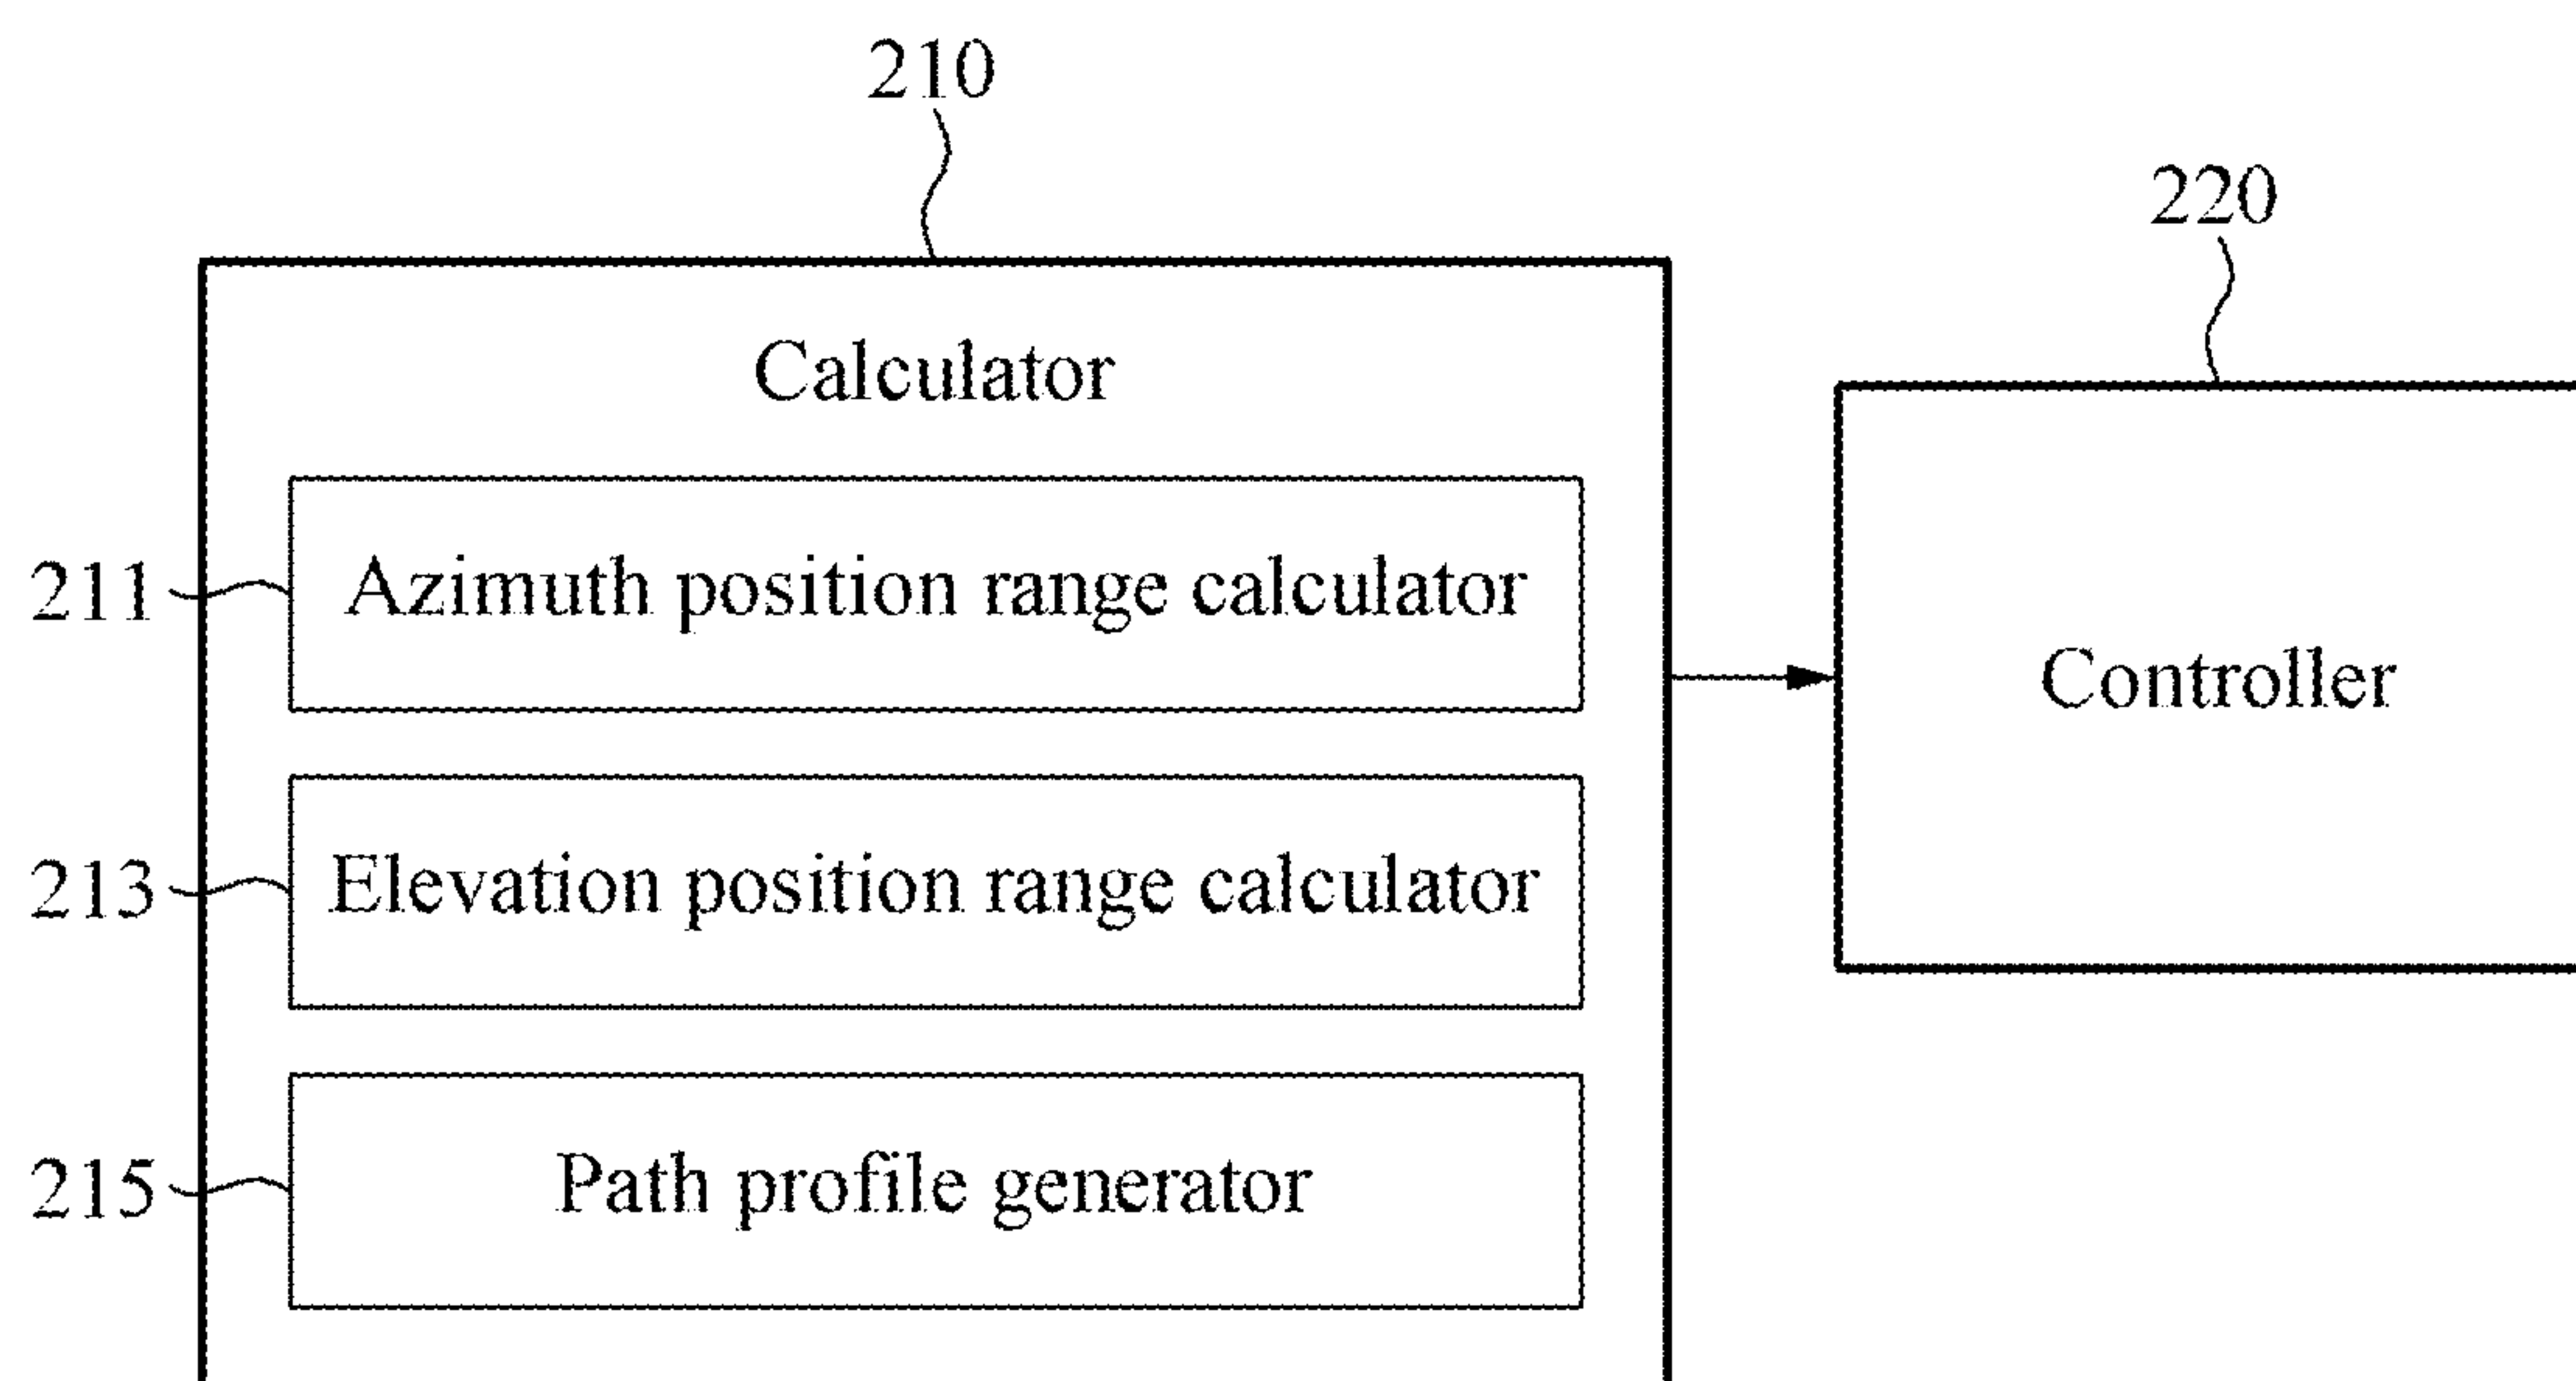 210
220
Calculator
211
Azimuth position range calculator
Controller
213
Elevation position range calculator
215
Path profile generator